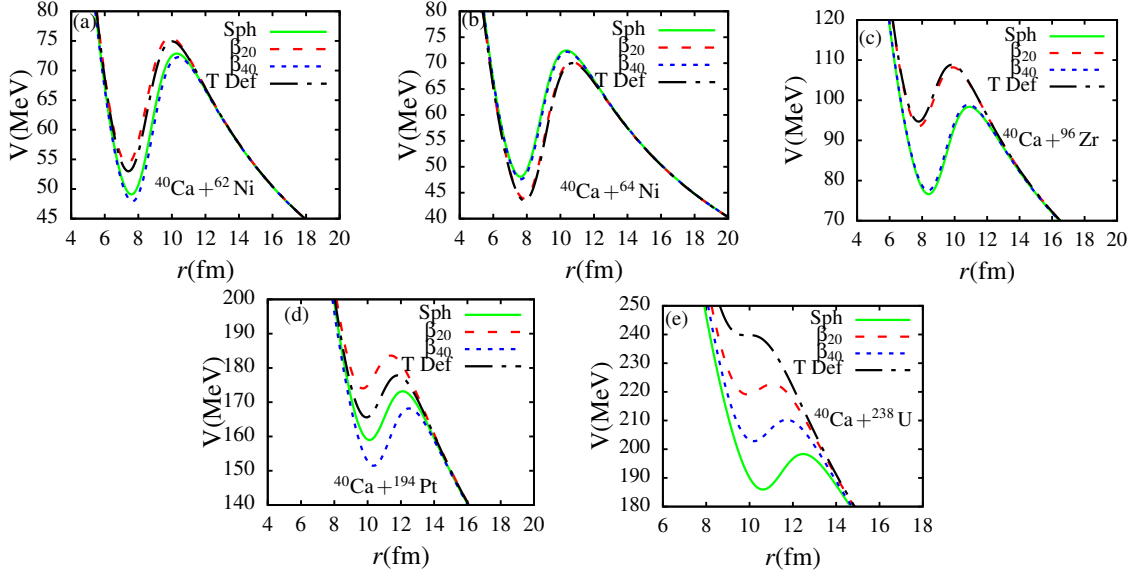 (a)
Sph
β₂₀
β₄₀
T Def
V(MeV)
80
75
70
65
60
55
50
45
⁴⁰Ca+⁶²Ni
4 6 8 10 12 14 16 18 20
r(fm)
(b)
Sph
β₂₀
β₄₀
T Def
V(MeV)
80
75
70
65
60
55
50
45
40
⁴⁰Ca+⁶⁴Ni
4 6 8 10 12 14 16 18 20
r(fm)
(c)
Sph
β₂₀
β₄₀
T Def
V(MeV)
120
110
100
90
80
70
⁴⁰Ca+⁹⁶Zr
4 6 8 10 12 14 16 18 20
r(fm)
(d)
Sph
β₂₀
β₄₀
T Def
V(MeV)
200
190
180
170
160
150
140
⁴⁰Ca+¹⁹⁴Pt
4 6 8 10 12 14 16 18 20
r(fm)
(e)
Sph
β₂₀
β₄₀
T Def
V(MeV)
250
240
230
220
210
200
190
180
⁴⁰Ca+²³⁸U
6 8 10 12 14 16 18
r(fm)